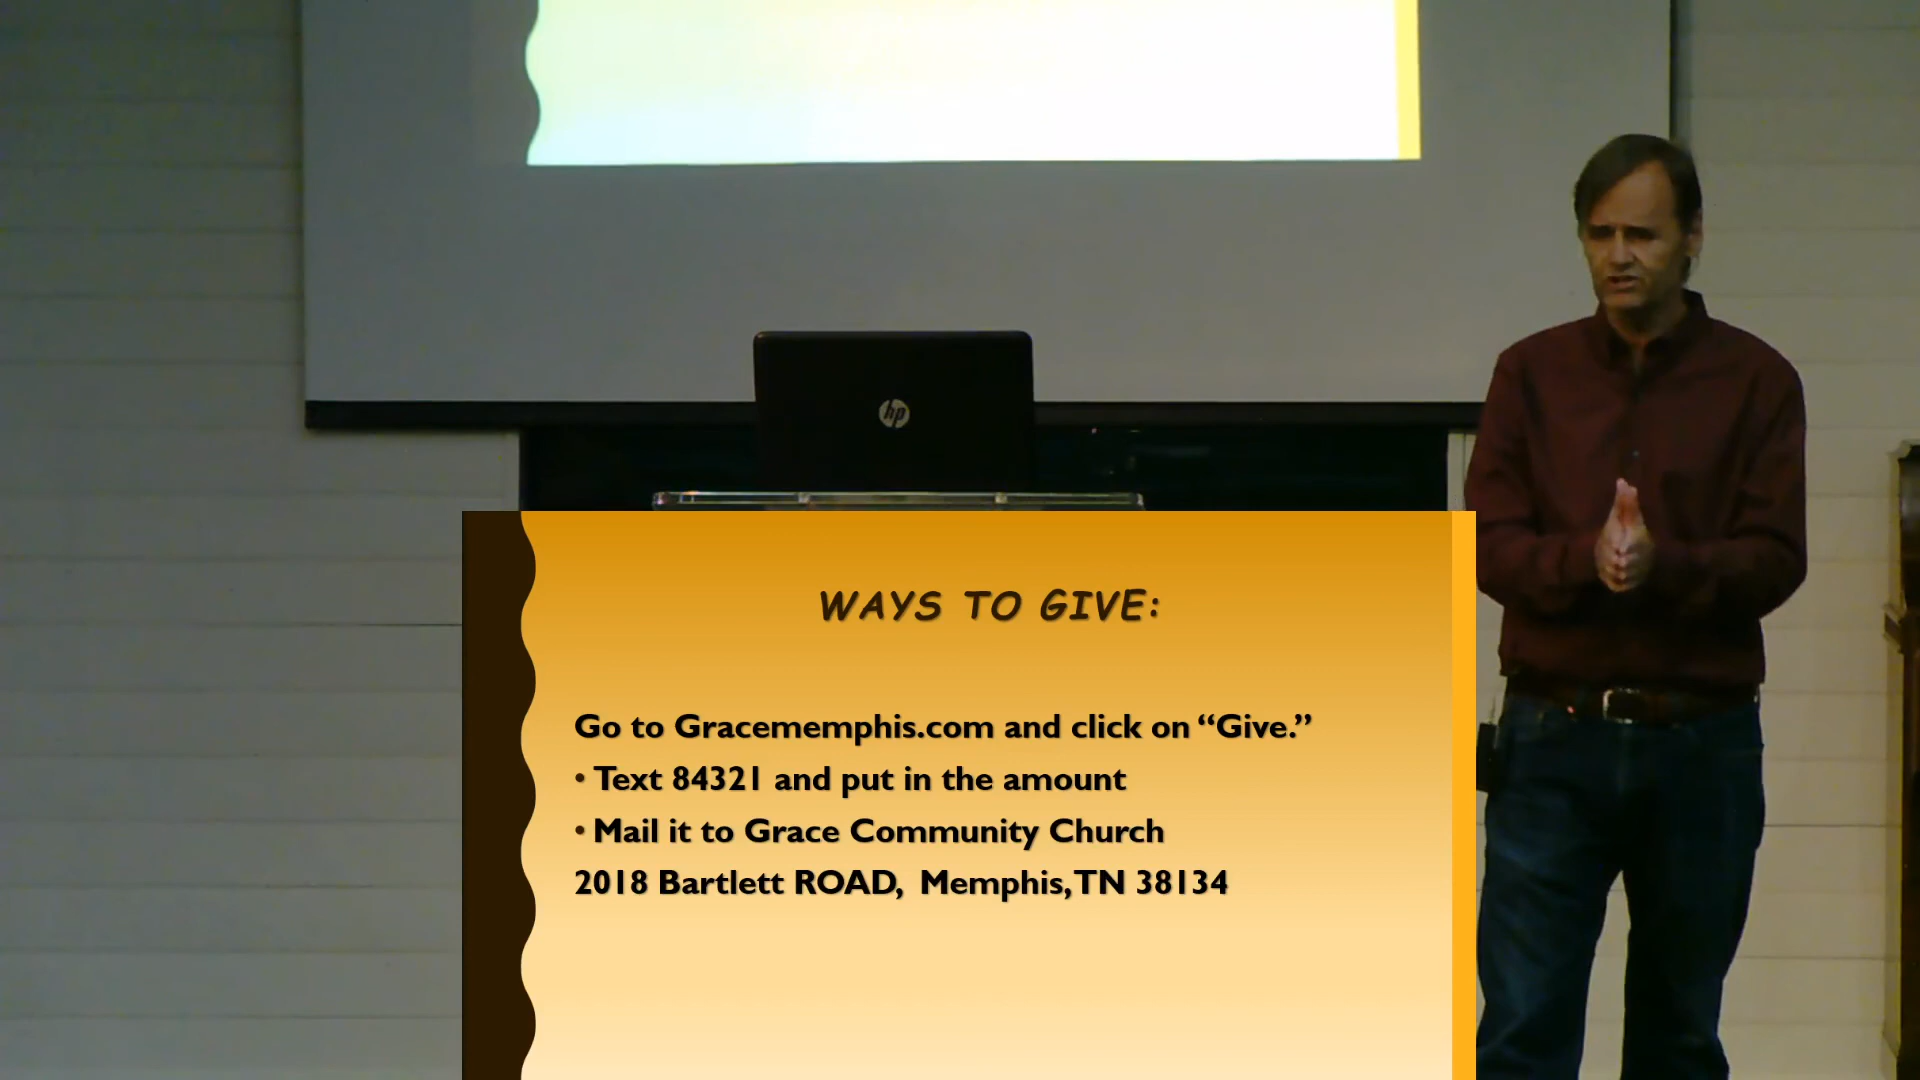 hp
WAYS TO GIVE:
Go to Gracememphis.com and click on “Give.”
• Text 84321 and put in the amount
• Mail it to Grace Community Church
2018 Bartlett ROAD, Memphis, TN 38134